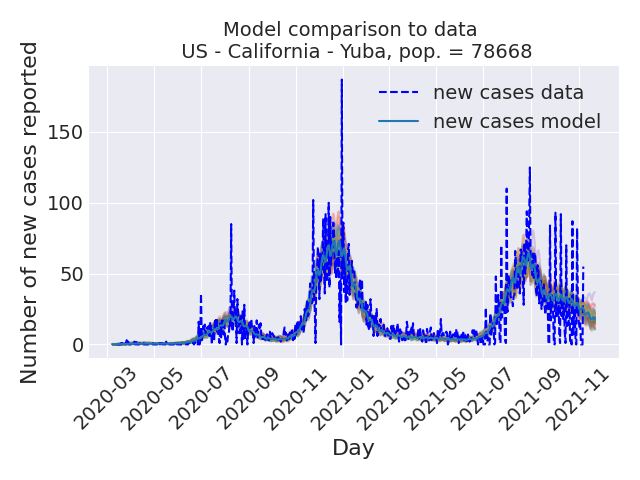 Model comparison to data
US - California - Yuba, pop. = 78668
Number of new cases reported
150
100
50
0
new cases data
new cases model
2020-03
2020-05
2020-07
2020-09
2020-11
2021-01
2021-03
2021-05
2021-07
2021-09
2021-11
Day